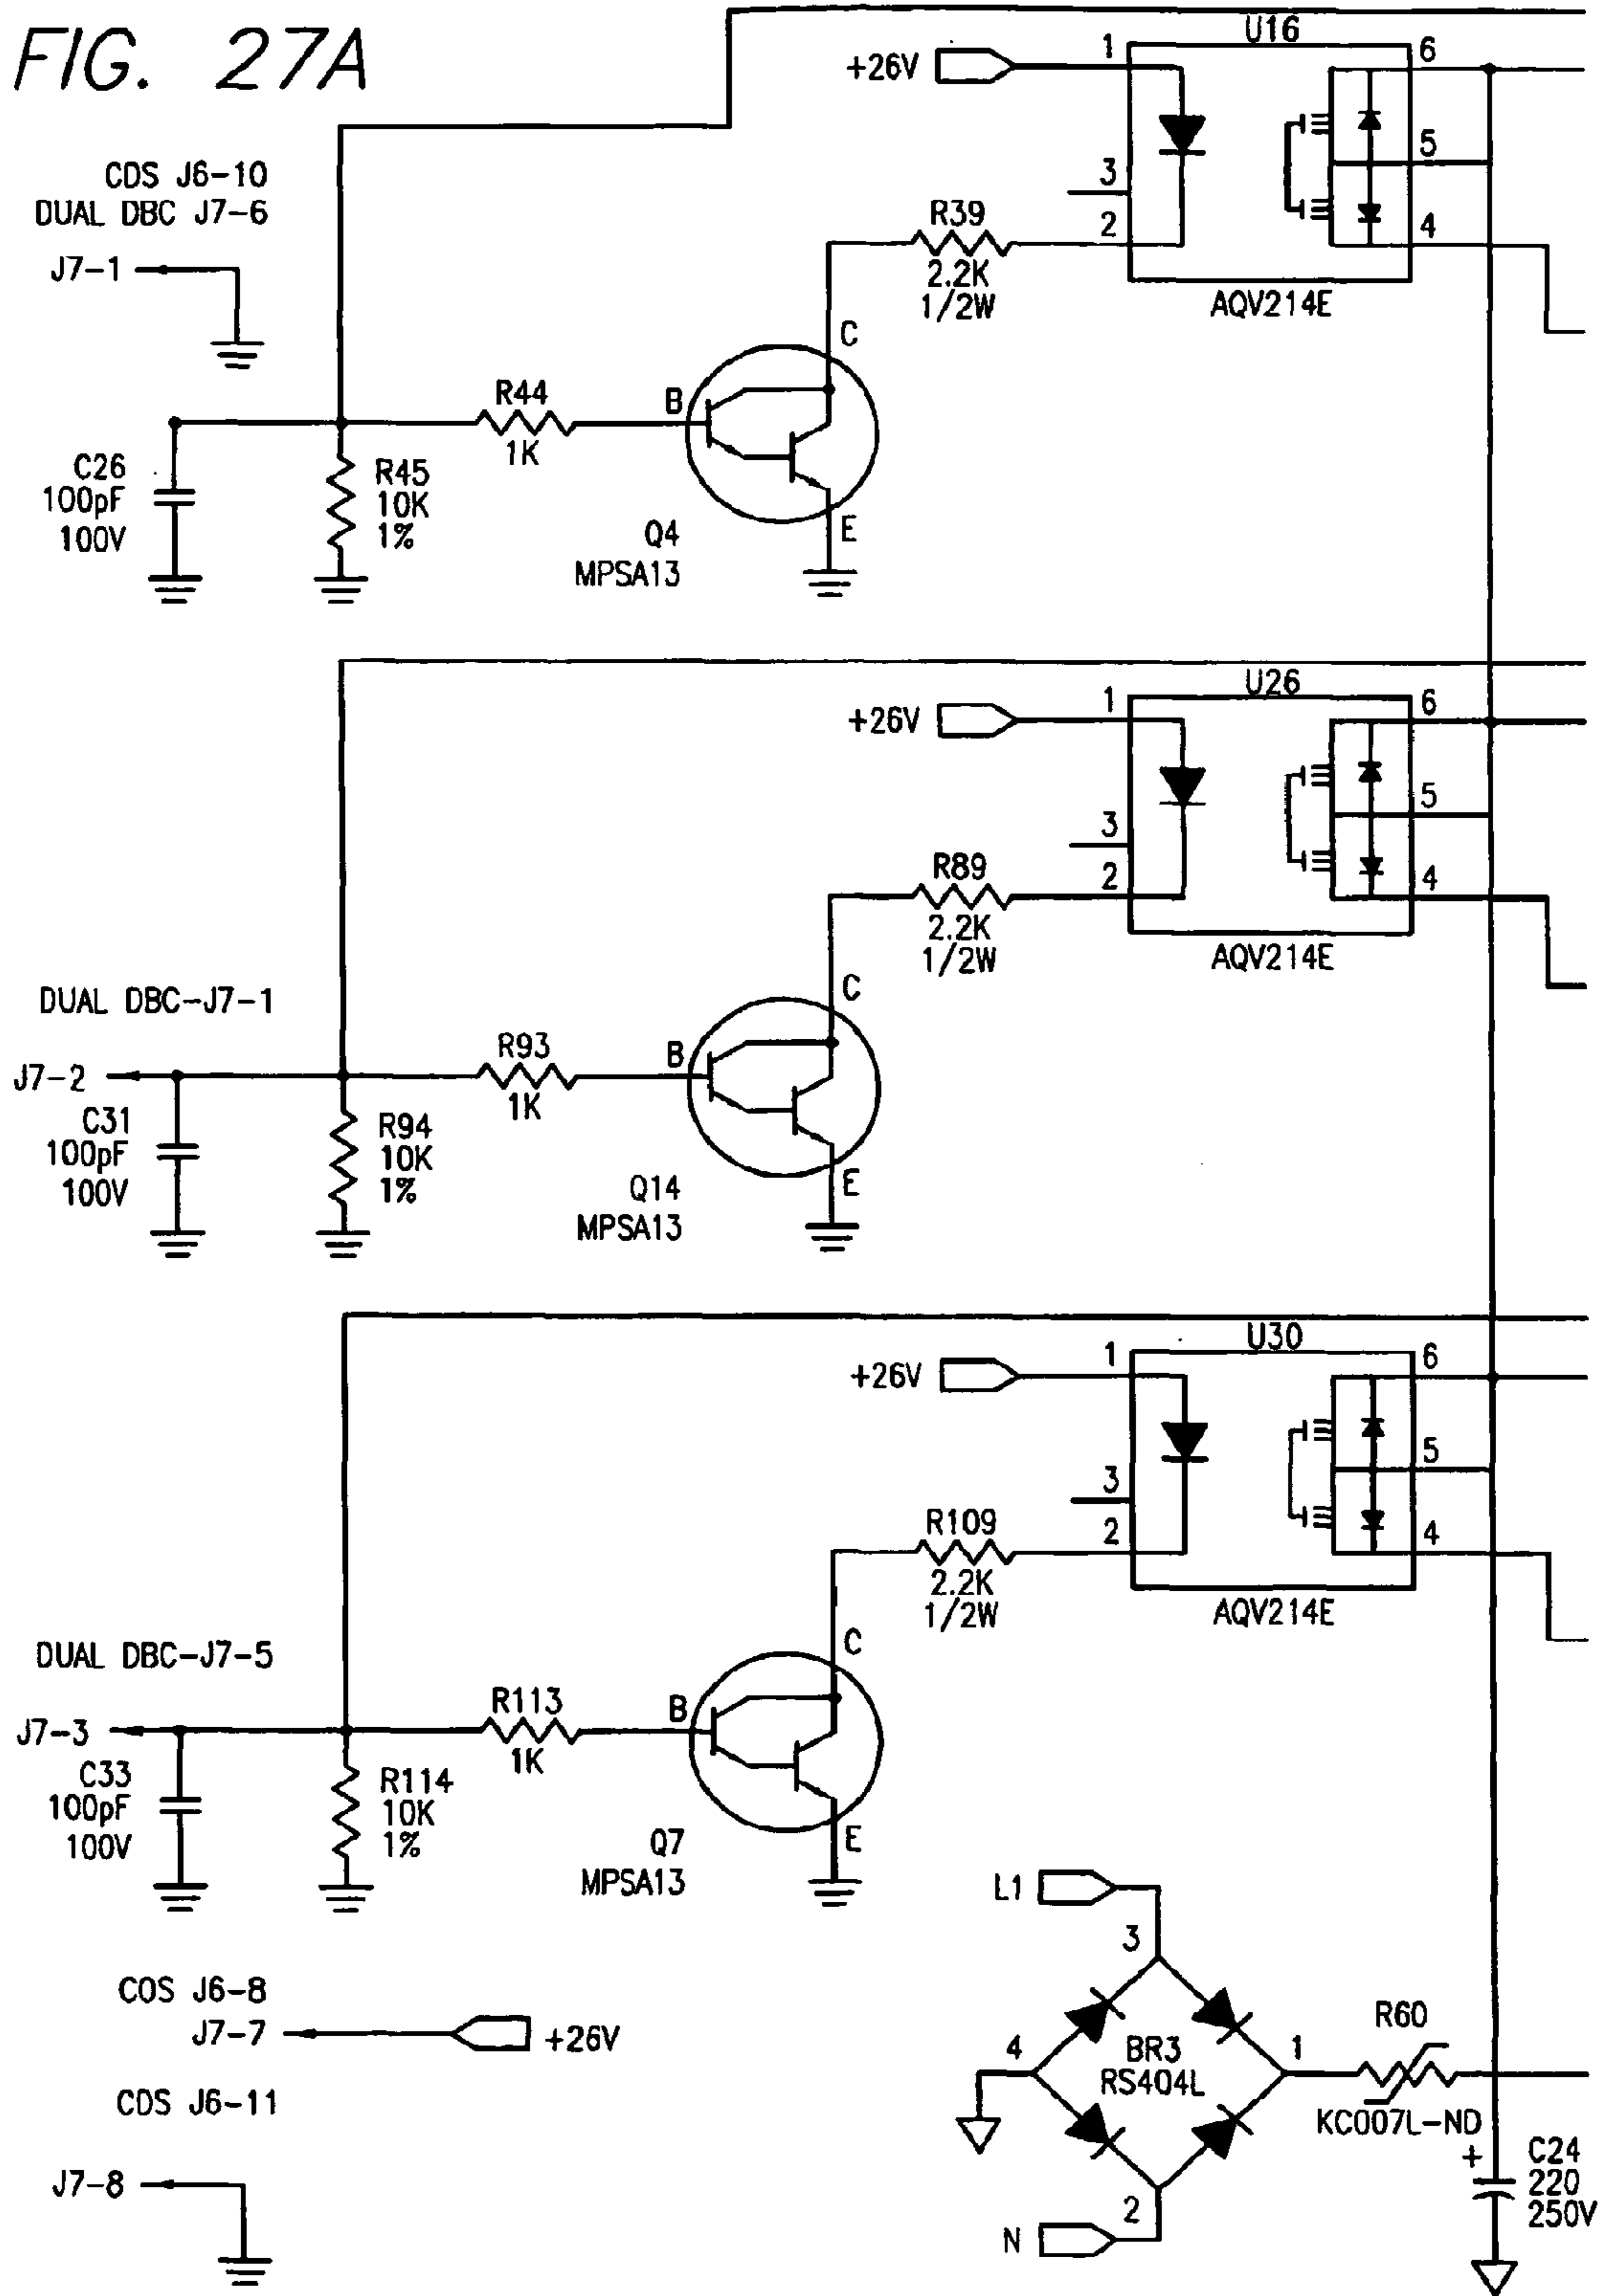 FIG. 27A
U16
+26V
1
6
CDS J6-10
DUAL DBC J7-6
3
5
J7-1
R39
2
4
2.2K
1/2W
AQV214E
C
R44
B
1K
C26
100pF
100V
R45
10K
1%
Q4
MPSA13
E
U26
+26V
1
6
3
5
R89
2
4
2.2K
1/2W
AQV214E
DUAL DBC-J7-1
C
J7-2
R93
B
1K
C31
100pF
100V
R94
10K
1%
Q14
MPSA13
E
U30
+26V
1
6
3
5
R109
2
4
2.2K
1/2W
AQV214E
DUAL DBC-J7-5
C
J7-3
R113
B
1K
C33
100pF
100V
R114
10K
1%
Q7
MPSA13
E
L1
3
COS J6-8
J7-7
+26V
R60
4
BR3
RS404L
1
CDS J6-11
KC007L-ND
J7-8
+
C24
220
250V
2
N